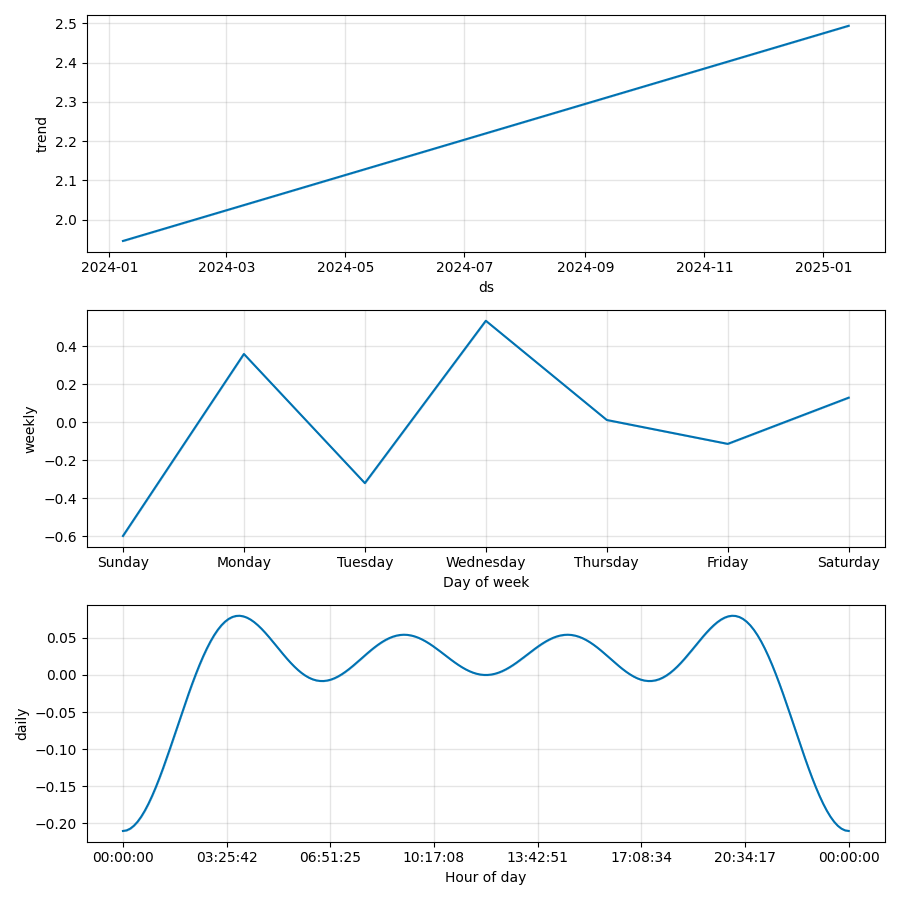 2.5
2.4
2.3
2.2
2.1
2.0
trend
2024-01 2024-03 2024-05 2024-07 2024-09 2024-11 2025-01
ds
0.4
0.2
0.0
−0.2
−0.4
−0.6
weekly
Sunday Monday Tuesday Wednesday Thursday Friday Saturday
Day of week
0.05
0.00
−0.05
−0.10
−0.15
−0.20
daily
00:00:00 03:25:42 06:51:25 10:17:08 13:42:51 17:08:34 20:34:17 00:00:00
Hour of day